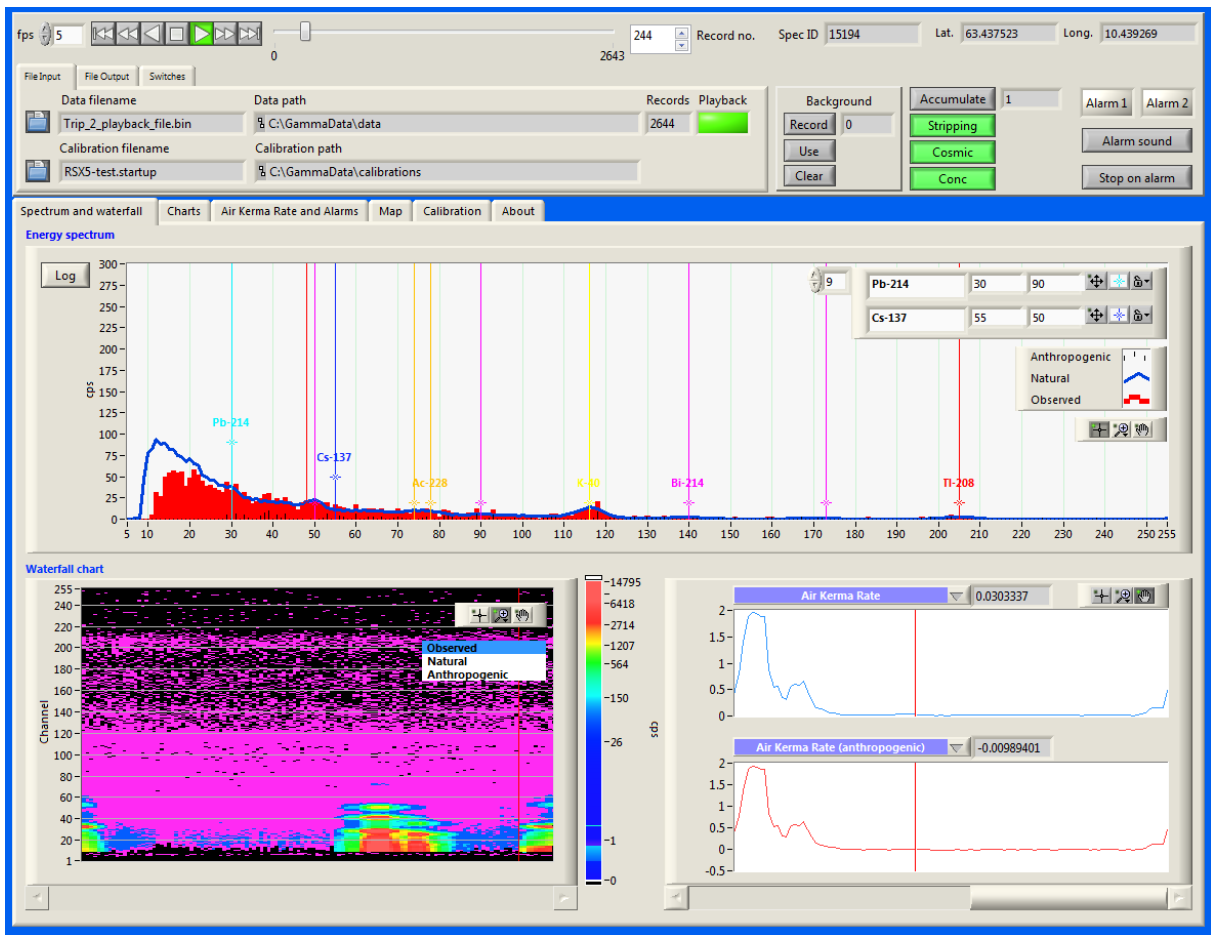 fps 5 244 Record no. Spec ID 15194 Lat. 63.437523 Long. 10.439269
0 2643
File Input File Output Switches
Data filename Data path Records Playback
Trip_2_playback_file.bin C:\GammaData\data 2644
Calibration filename Calibration path
RSX5-test.startup C:\GammaData\calibrations
Background
Record 0
Use
Clear
Accumulate 1
Stripping
Cosmic
Conc
Alarm 1 Alarm 2
Alarm sound
Stop on alarm
Spectrum and waterfall Charts Air Kerma Rate and Alarms Map Calibration About
Energy spectrum
Log
300
275
250
225
200
175
150
125
100
75
50
25
0
cps
5 10 20 30 40 50 60 70 80 90 100 110 120 130 140 150 160 170 180 190 200 210 220 230 240 250 255
Pb-214
Cs-137
Ac-228
K-40
Bi-214
Tl-208
9
Pb-214 30 90
Cs-137 55 50
Anthropogenic
Natural
Observed
Waterfall chart
255
240
220
200
180
160
140
120
100
80
60
40
20
1
Channel
Observed
Natural
Anthropogenic
14795
6418
2714
1207
564
150
26
1
0
cps
Air Kerma Rate 0.0303337
2
1.5
1
0.5
0
Air Kerma Rate (anthropogenic) -0.00989401
2
1.5
1
0.5
0
-0.5